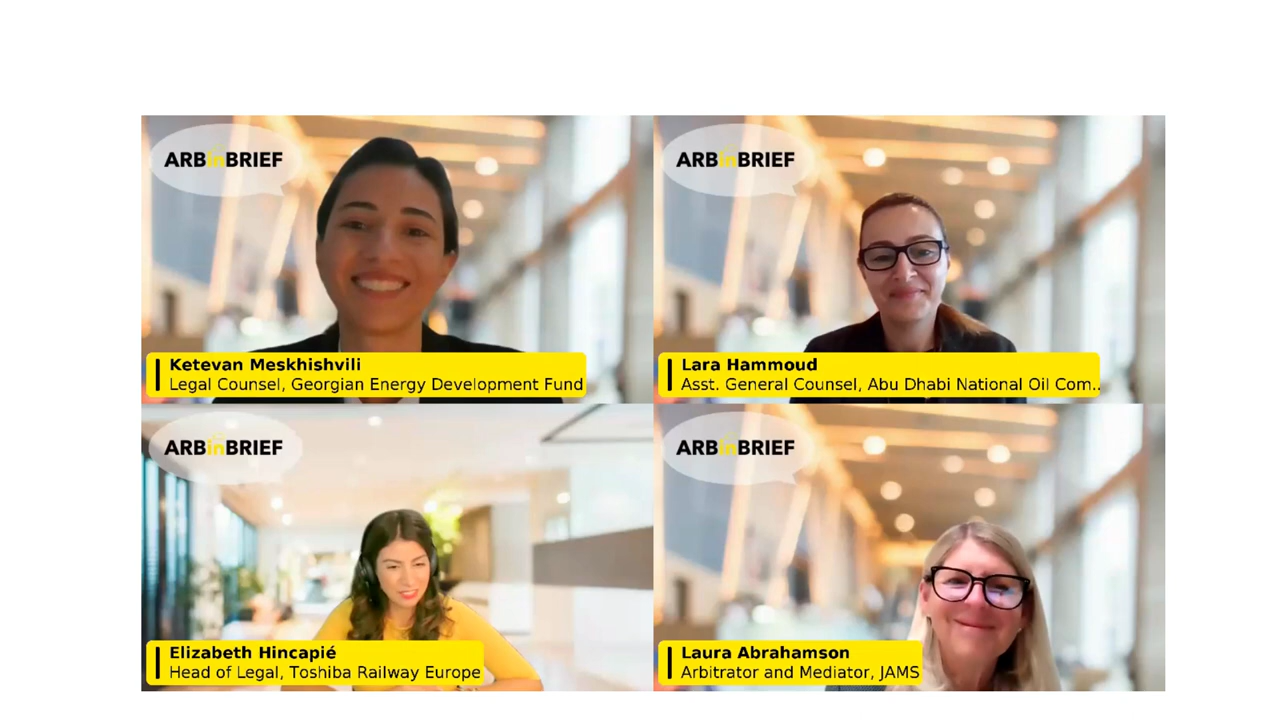 ARBinBRIEF
ARBinBRIEF
Ketevan Meskhishvili
Legal Counsel, Georgian Energy Development Fund
Lara Hammoud
Asst. General Counsel, Abu Dhabi National Oil Com..
ARBinBRIEF
ARBinBRIEF
Elizabeth Hincapié
Head of Legal, Toshiba Railway Europe
Laura Abrahamson
Arbitrator and Mediator, JAMS